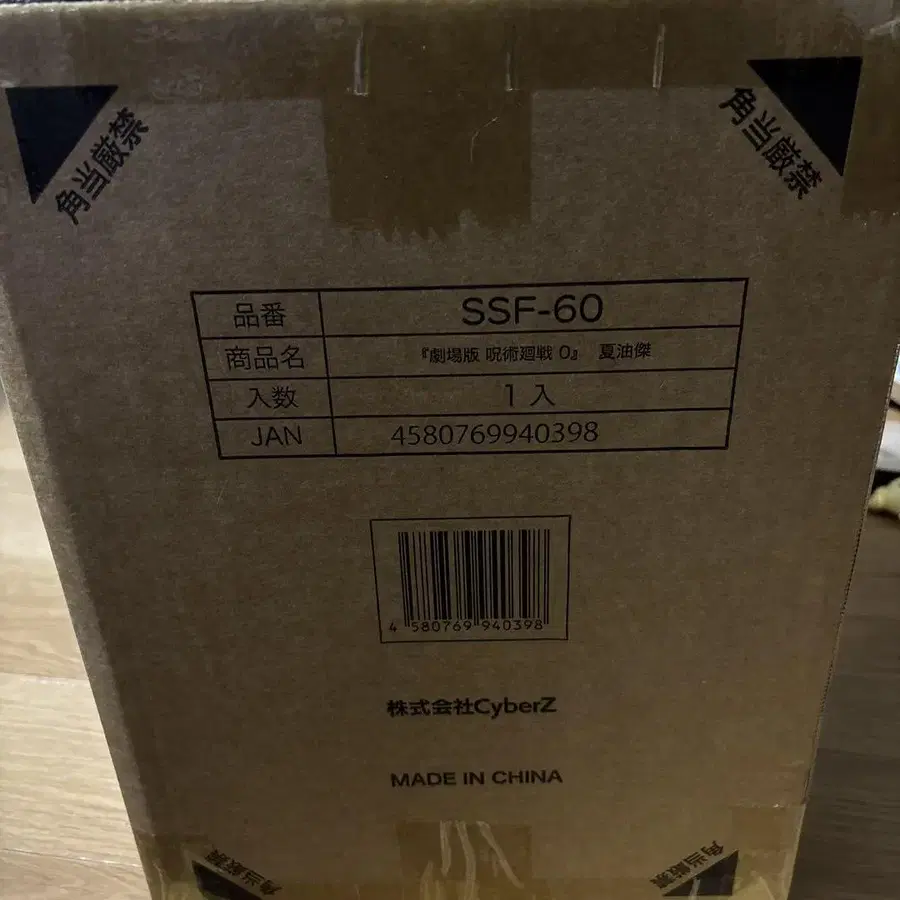 角当厳禁
角当厳禁
品番 SSF-60
商品名 『劇場版 呪術廻戦 0』 夏油傑
入数 1入
JAN 4580769940398
4 580769 940398
株式会社CyberZ
MADE IN CHINA
角当厳禁
角当厳禁